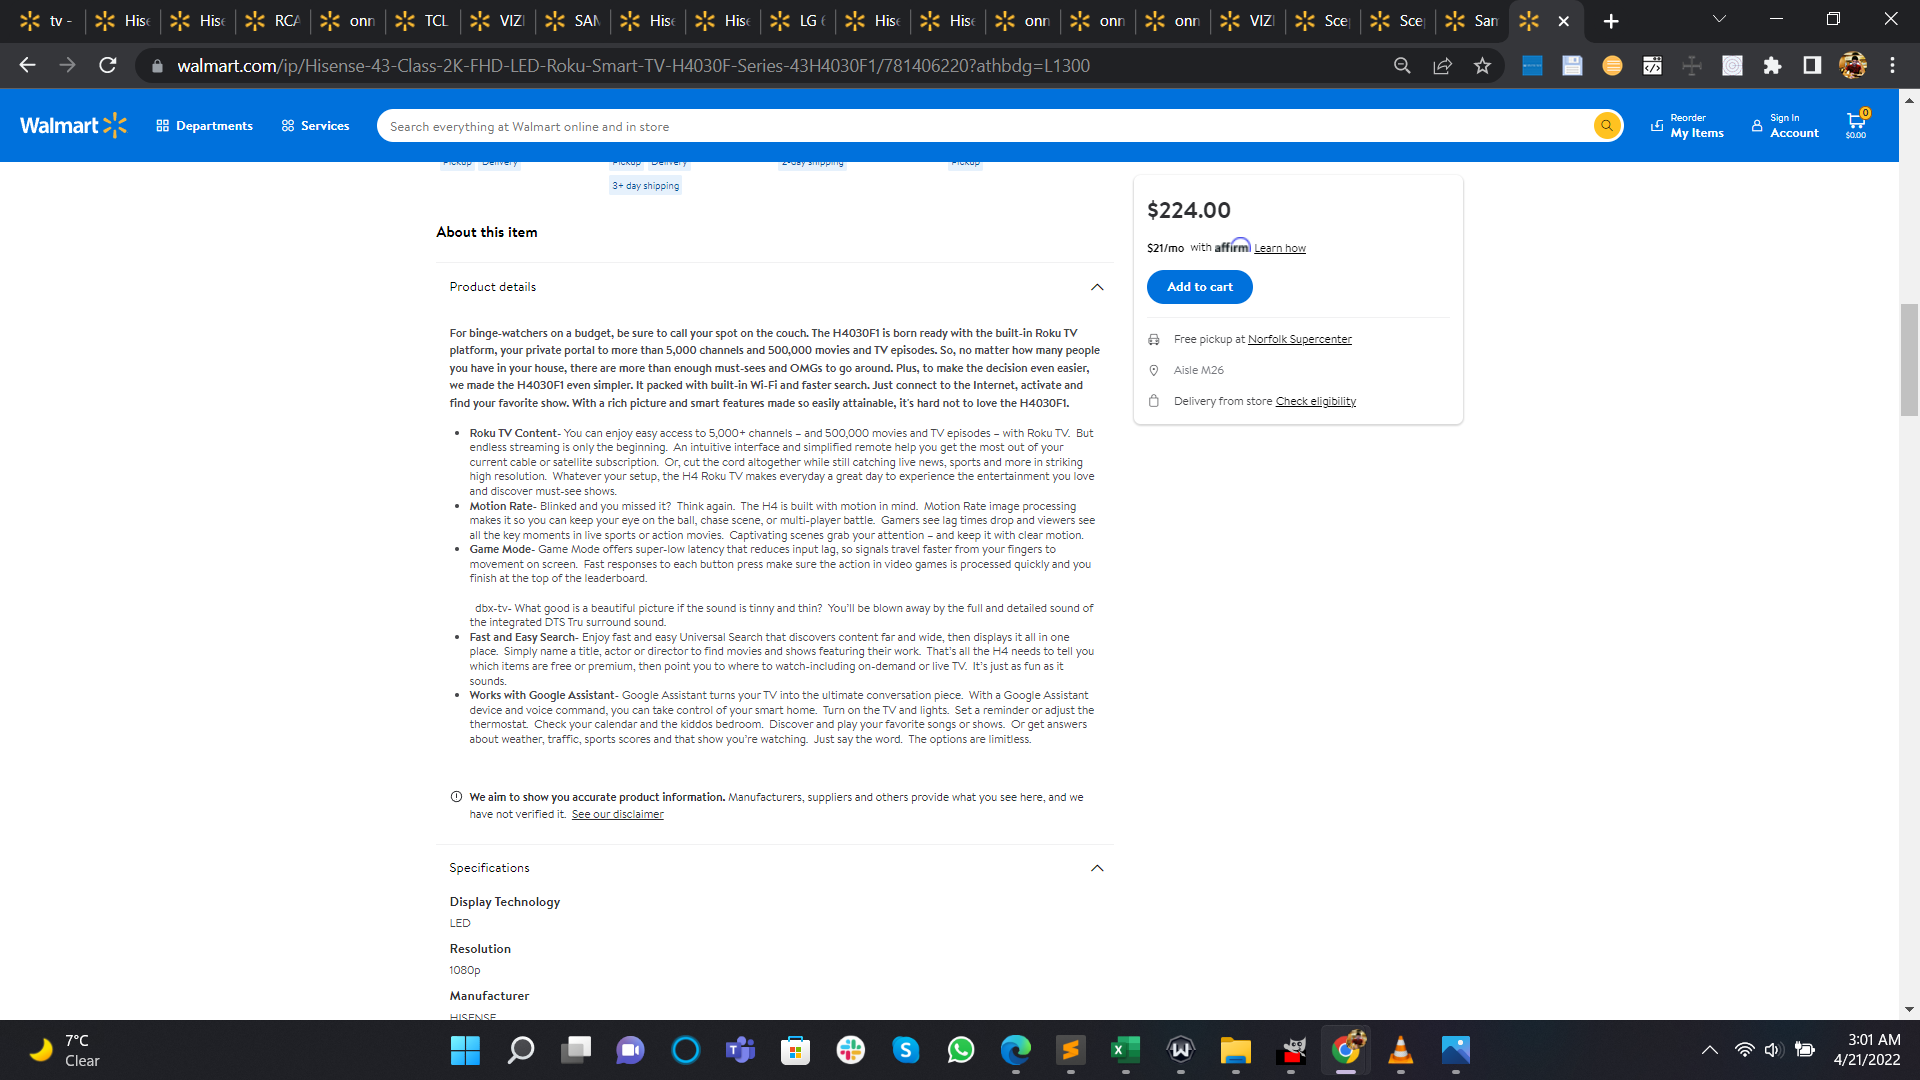 tv -
Hise
Hise
RCA
onn
TCL
VIZI
SAM
Hise
Hise
LG 6
Hise
Hise
onn
onn
onn
VIZI
Scep
Scep
Sam
walmart.com/ip/Hisense-43-Class-2K-FHD-LED-Roku-Smart-TV-H4030F-Series-43H4030F1/781406220?athbdg=L1300
Walmart
Departments
Services
Search everything at Walmart online and in store
Reorder
My Items
Sign In
Account
0
$0.00
Pickup Delivery
Pickup Delivery
2-day shipping
Pickup
3+ day shipping
About this item
Product details
For binge-watchers on a budget, be sure to call your spot on the couch. The H4030F1 is born ready with the built-in Roku TV
platform, your private portal to more than 5,000 channels and 500,000 movies and TV episodes. So, no matter how many people
you have in your house, there are more than enough must-sees and OMGs to go around. Plus, to make the decision even easier,
we made the H4030F1 even simpler. It packed with built-in Wi-Fi and faster search. Just connect to the Internet, activate and
find your favorite show. With a rich picture and smart features made so easily attainable, it's hard not to love the H4030F1.
• Roku TV Content- You can enjoy easy access to 5,000+ channels – and 500,000 movies and TV episodes – with Roku TV. But
endless streaming is only the beginning. An intuitive interface and simplified remote help you get the most out of your
current cable or satellite subscription. Or, cut the cord altogether while still catching live news, sports and more in striking
high resolution. Whatever your setup, the H4 Roku TV makes everyday a great day to experience the entertainment you love
and discover must-see shows.
• Motion Rate- Blinked and you missed it? Think again. The H4 is built with motion in mind. Motion Rate image processing
makes it so you can keep your eye on the ball, chase scene, or multi-player battle. Gamers see lag times drop and viewers see
all the key moments in live sports or action movies. Captivating scenes grab your attention – and keep it with clear motion.
• Game Mode- Game Mode offers super-low latency that reduces input lag, so signals travel faster from your fingers to
movement on screen. Fast responses to each button press make sure the action in video games is processed quickly and you
finish at the top of the leaderboard.
dbx-tv- What good is a beautiful picture if the sound is tinny and thin? You'll be blown away by the full and detailed sound of
the integrated DTS Tru surround sound.
• Fast and Easy Search- Enjoy fast and easy Universal Search that discovers content far and wide, then displays it all in one
place. Simply name a title, actor or director to find movies and shows featuring their work. That's all the H4 needs to tell you
which items are free or premium, then point you to where to watch-including on-demand or live TV. It's just as fun as it
sounds.
• Works with Google Assistant- Google Assistant turns your TV into the ultimate conversation piece. With a Google Assistant
device and voice command, you can take control of your smart home. Turn on the TV and lights. Set a reminder or adjust the
thermostat. Check your calendar and the kiddos bedroom. Discover and play your favorite songs or shows. Or get answers
about weather, traffic, sports scores and that show you're watching. Just say the word. The options are limitless.
We aim to show you accurate product information. Manufacturers, suppliers and others provide what you see here, and we
have not verified it. See our disclaimer
Specifications
Display Technology
LED
Resolution
1080p
Manufacturer
HISENSE
$224.00
$21/mo with affirm Learn how
Add to cart
Free pickup at Norfolk Supercenter
Aisle M26
Delivery from store Check eligibility
7°C
Clear
3:01 AM
4/21/2022